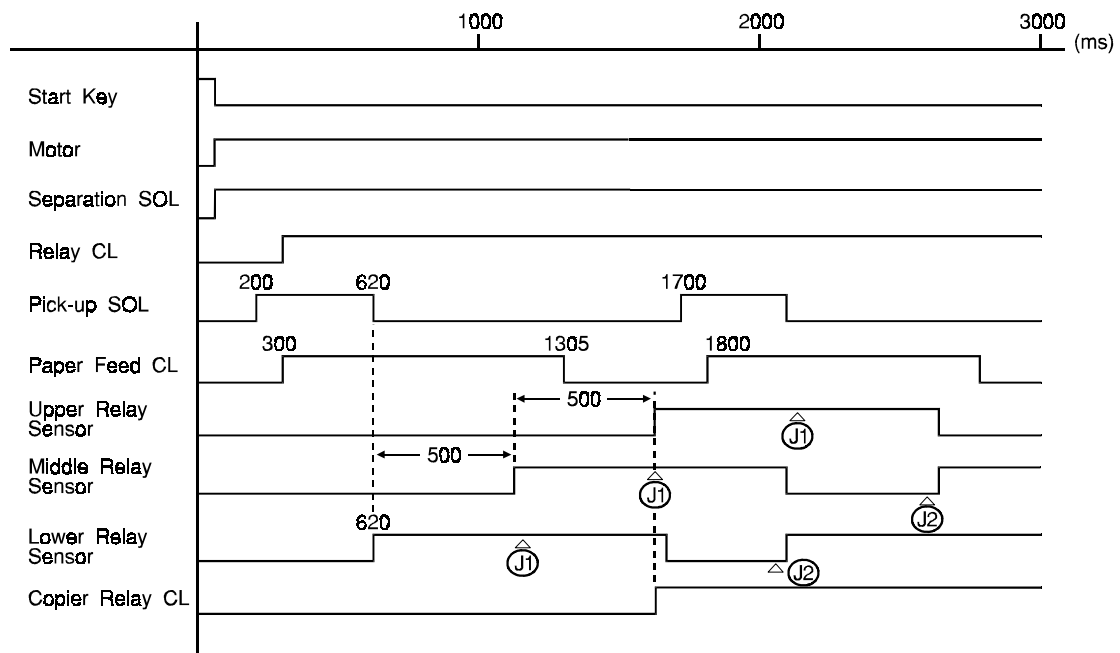 1000 2000 3000
(ms)
Start Key
Motor
Separation SOL
Relay CL
200 620 1700
Pick-up SOL
300 1305 1800
Paper Feed CL
500
Upper Relay
Sensor
J1
500
Middle Relay
Sensor
J1
J2
620
Lower Relay
Sensor
J1
J2
Copier Relay CL